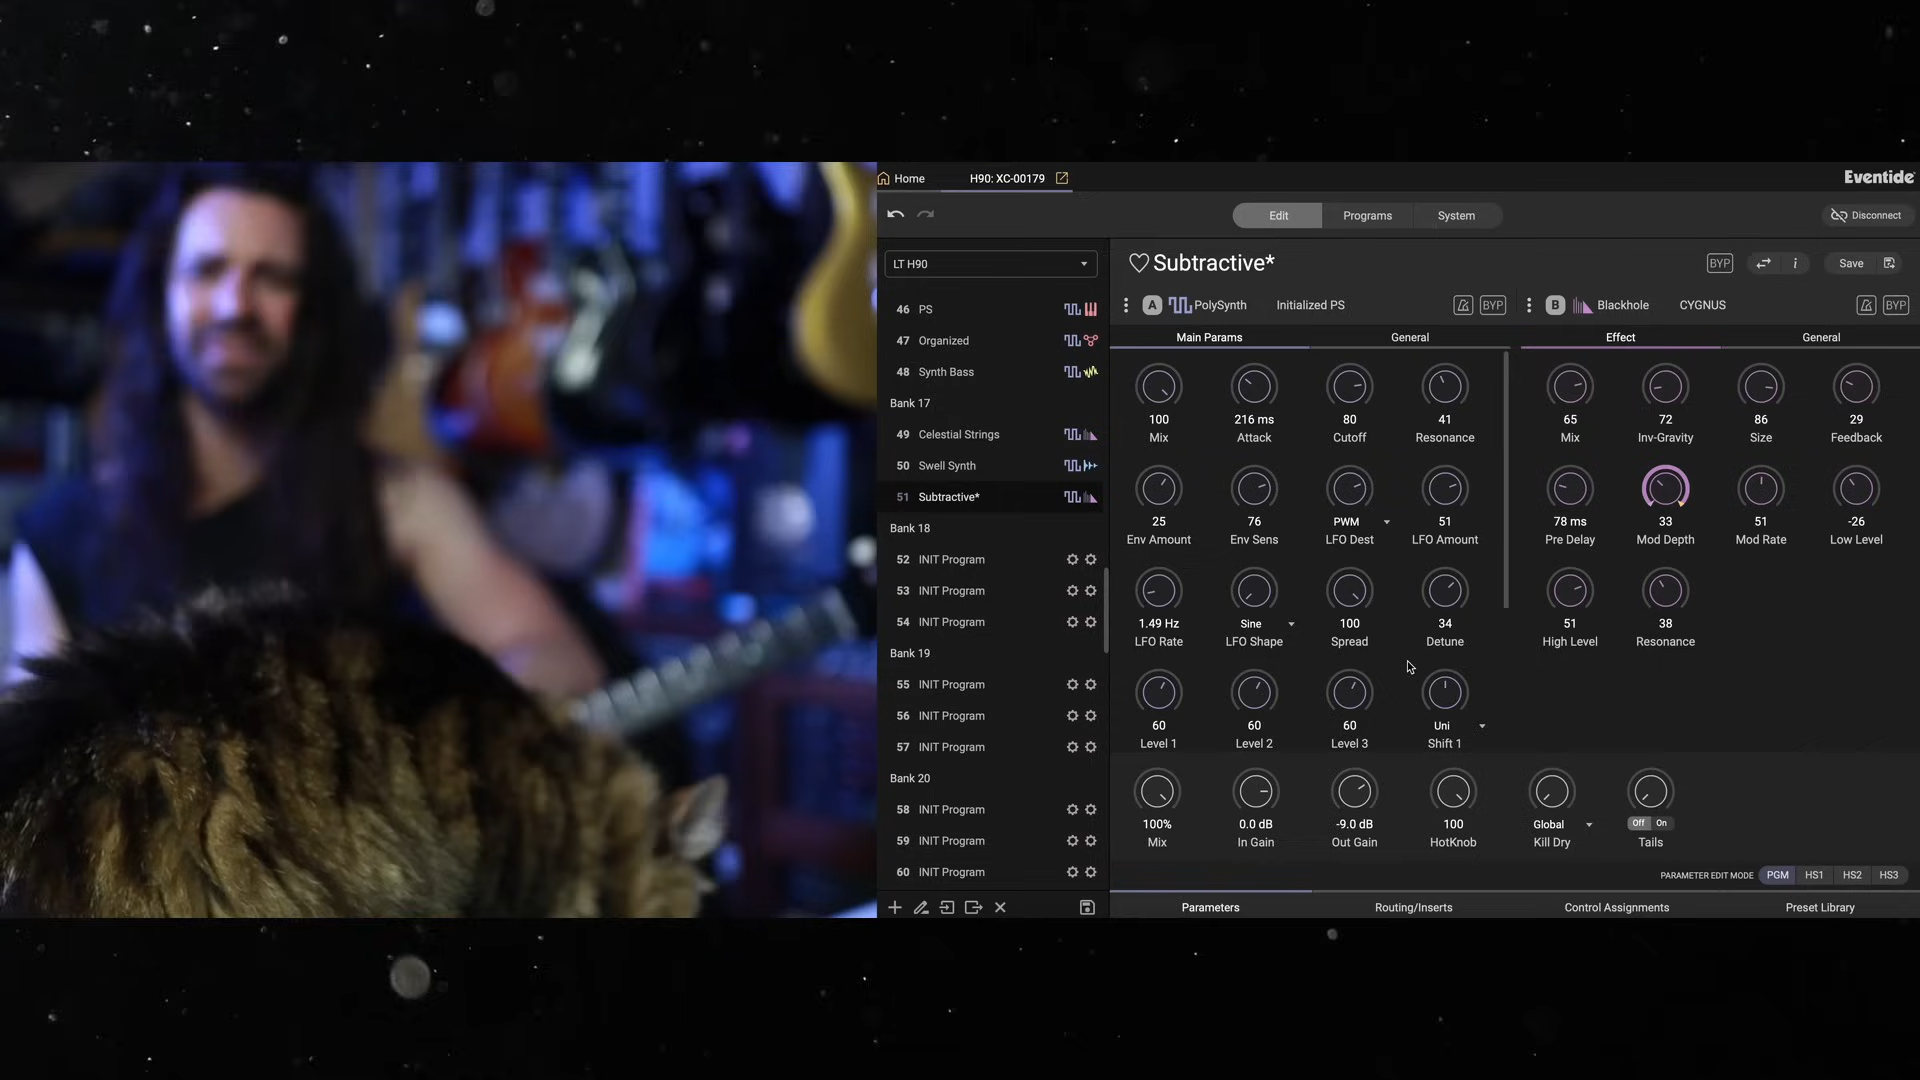 Home
H90: XC-00179
Eventide
Edit
Programs
System
Disconnect
LT H90
46 PS
47 Organized
48 Synth Bass
Bank 17
49 Celestial Strings
50 Swell Synth
51 Subtractive*
Bank 18
52 INIT Program
53 INIT Program
54 INIT Program
Bank 19
55 INIT Program
56 INIT Program
57 INIT Program
Bank 20
58 INIT Program
59 INIT Program
60 INIT Program
Subtractive*
BYP
i
Save
A PolySynth Initialized PS BYP
B Blackhole CYGNUS BYP
Main Params General
Effect General
100 216 ms 80 41
Mix Attack Cutoff Resonance
25 76 PWM 51
Env Amount Env Sens LFO Dest LFO Amount
1.49 Hz Sine 100 34
LFO Rate LFO Shape Spread Detune
60 60 60 Uni
Level 1 Level 2 Level 3 Shift 1
65 72 86 29
Mix Inv-Gravity Size Feedback
78 ms 33 51 -26
Pre Delay Mod Depth Mod Rate Low Level
51 38
High Level Resonance
100% 0.0 dB -9.0 dB 100 Global Off On
Mix In Gain Out Gain HotKnob Kill Dry Tails
PARAMETER EDIT MODE PGM HS1 HS2 HS3
Parameters Routing/Inserts Control Assignments Preset Library